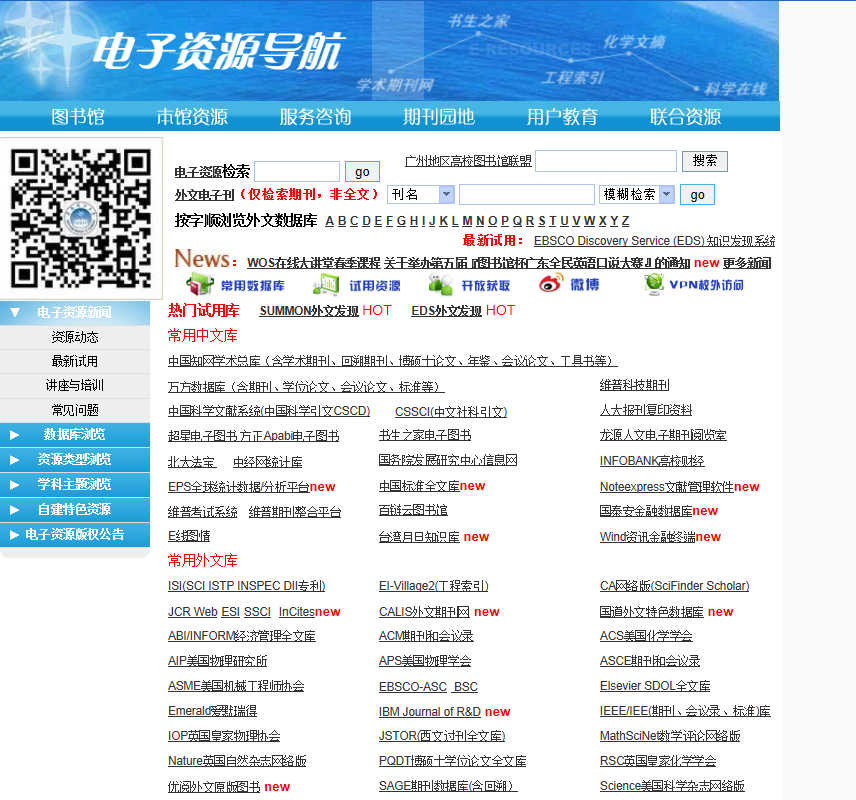 电子资源导航
书生之家
E-RESOURCES
化学文摘
学术期刊网
工程索引
科学在线
图书馆 本馆资源 服务咨询 期刊园地 用户教育 联合资源
电子资源检索 go 广州地区高校图书馆联盟 搜索
外文电子刊（仅检索期刊，非全文） 刊名 模糊检索 go
按字顺浏览外文数据库 A B C D E F G H I J K L M N O P Q R S T U V W X Y Z
最新试用： EBSCO Discovery Service (EDS) 知识发现系统
News： WOS在线大讲堂春季课程 关于举办第五届『图书馆杯广东全民英语口说大赛』的通知 new 更多新闻
常用数据库 试用资源 开放获取 微博 VPN校外访问
电子资源新闻
资源动态
最新试用
讲座与培训
常见问题
数据库浏览
资源类型浏览
学科主题浏览
自建特色资源
电子资源版权公告
热门试用库 SUMMON外文发现 HOT EDS外文发现 HOT
常用中文库
中国知网学术总库（含学术期刊、回溯期刊、博硕士论文、年鉴、会议论文、工具书等）
万方数据库（含期刊、学位论文、会议论文、标准等） 维普科技期刊
中国科学文献系统(中国科学引文CSCD) CSSCI(中文社科引文) 人大报刊复印资料
超星电子图书 方正Apabi电子图书 书生之家电子图书 龙源人文电子期刊阅览室
北大法宝 中经网统计库 国务院发展研究中心信息网 INFOBANK高校财经
EPS全球统计数据/分析平台new 中国标准全文库new Noteexpress文献管理软件new
维普考试系统 维普期刊整合平台 百链云图书馆 国泰安金融数据库new
E线图情 台湾月日知识库 new Wind资讯金融终端new
常用外文库
ISI(SCI ISTP INSPEC DII专利) EI-Village2(工程索引) CA网络版(SciFinder Scholar)
JCR Web ESI SSCI InCitesnew CALIS外文期刊网 new 国道外文特色数据库 new
ABI/INFORM经济管理全文库 ACM期刊和会议录 ACS美国化学学会
AIP美国物理研究所 APS美国物理学会 ASCE期刊和会议录
ASME美国机械工程师协会 EBSCO-ASC BSC Elsevier SDOL全文库
Emerald爱默瑞得 IBM Journal of R&D new IEEE/IEE(期刊、会议录、标准)库
IOP英国皇家物理协会 JSTOR(西文过刊全文库) MathSciNet数学评论网络版
Nature英国自然杂志网络版 PQDT博硕士学位论文全文库 RSC英国皇家化学学会
优阅外文原版图书 new SAGE期刊数据库(含回溯） Science美国科学杂志网络版